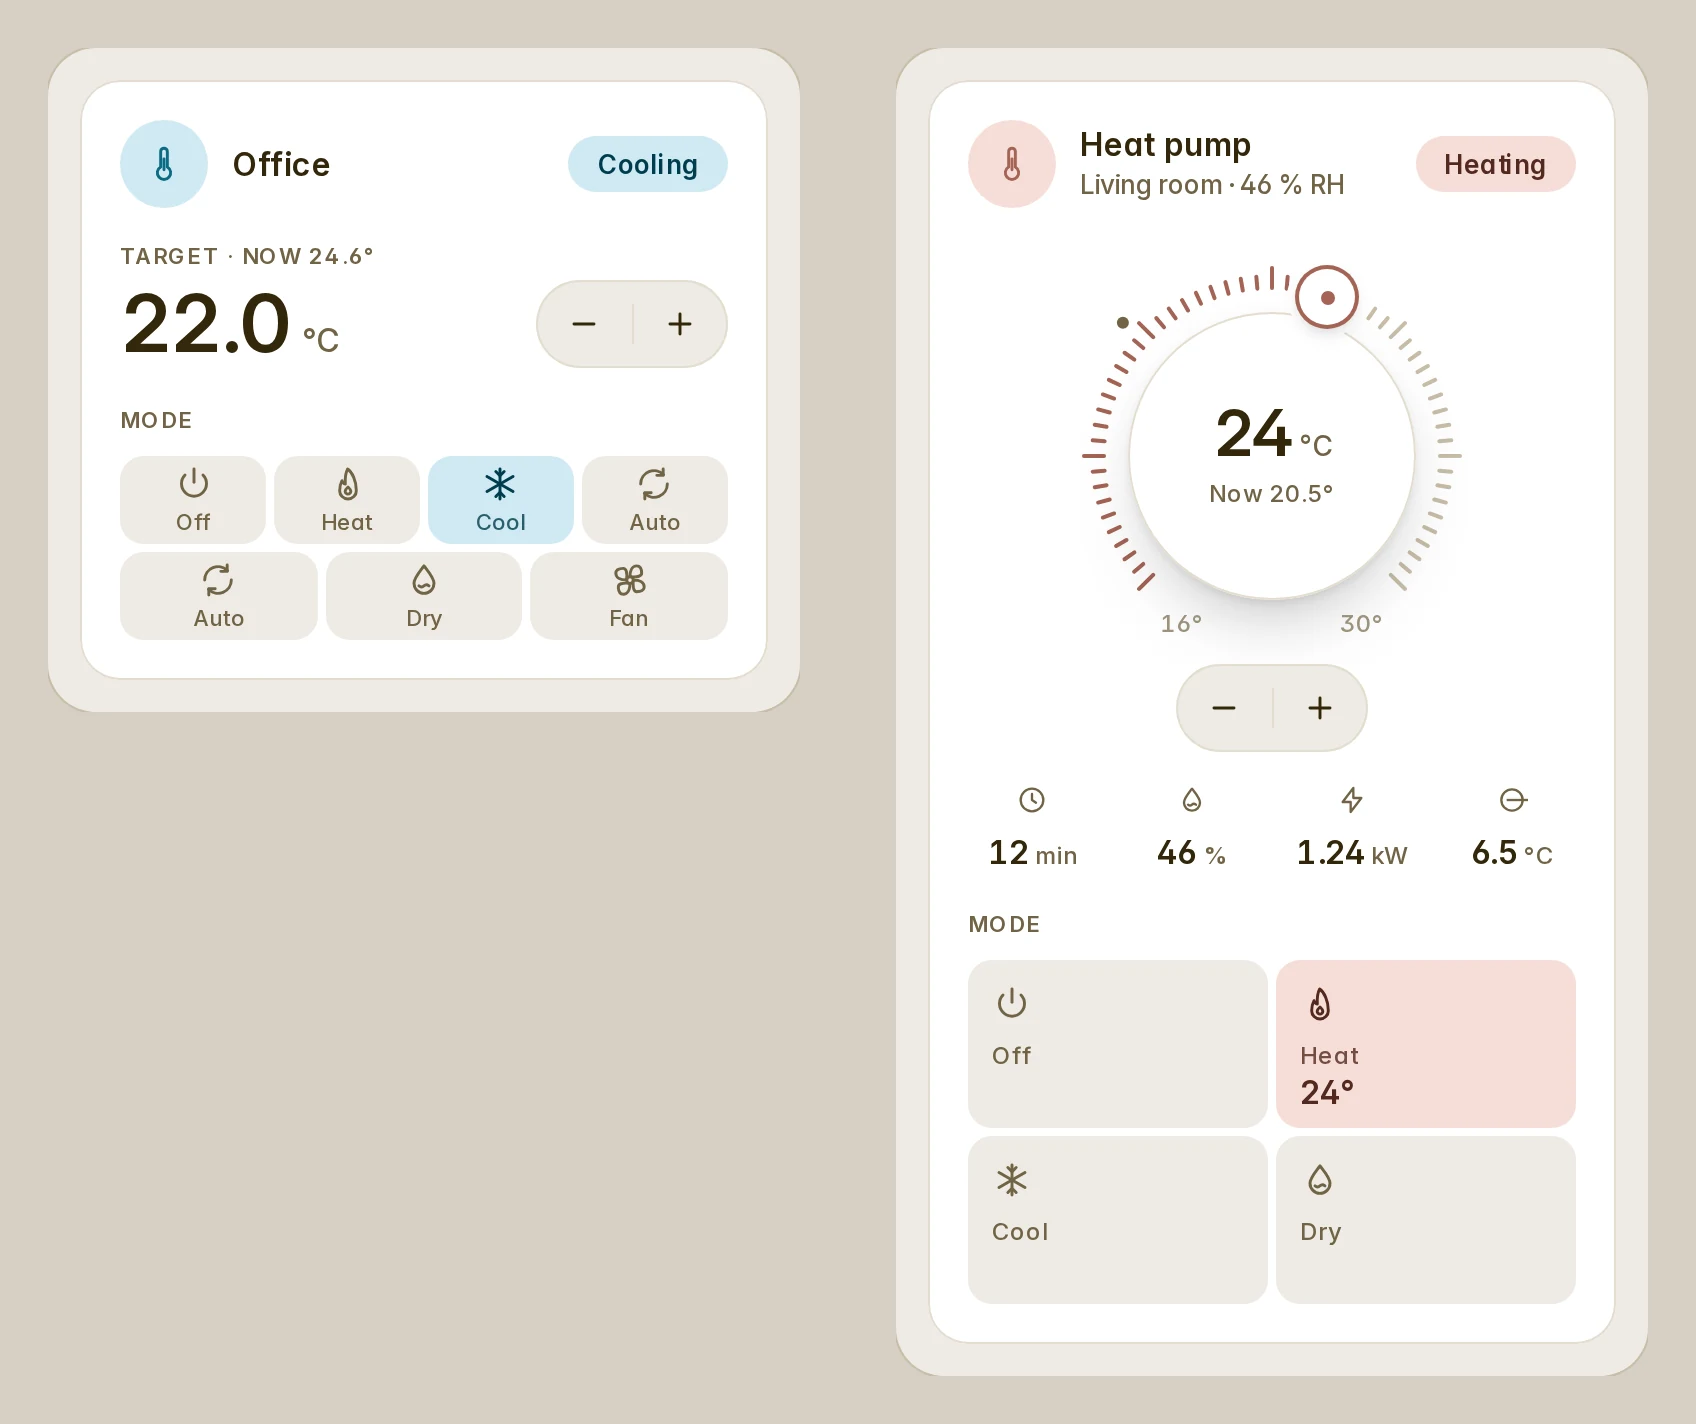 Office
Cooling
TARGET · NOW 24.6°
22.0 °C
MODE
Off
Heat
Cool
Auto
Auto
Dry
Fan
Heat pump
Living room · 46 % RH
Heating
24 °C
Now 20.5°
16°
30°
12 min
46 %
1.24 kW
6.5 °C
MODE
Off
Heat
24°
Cool
Dry